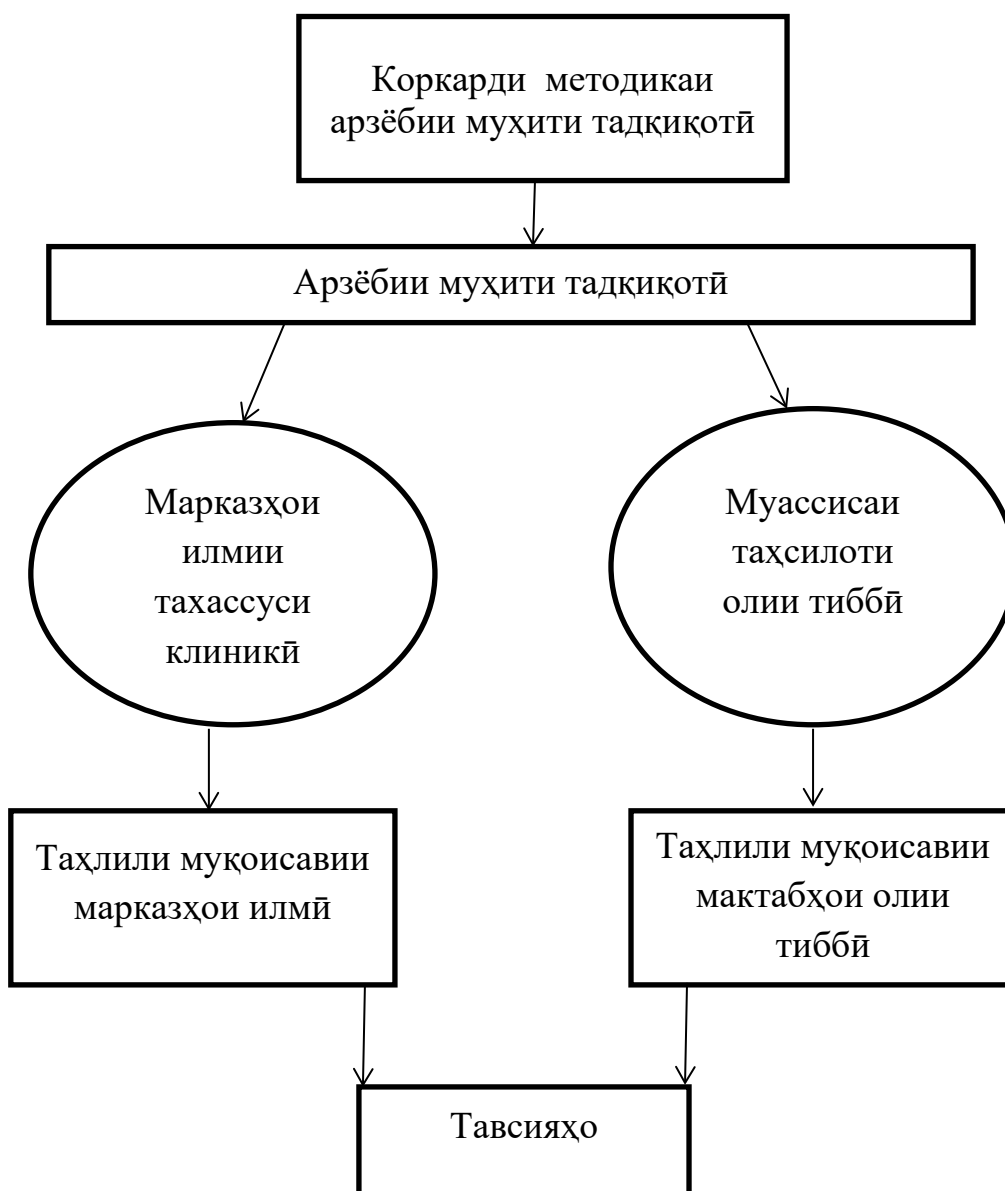 Коркарди методикаи
арзёбии муҳити тадқиқотӣ
Арзёбии муҳити тадқиқотӣ
Марказҳои
илмии
тахассуси
клиникӣ
Муассисаи
таҳсилоти
олии тиббӣ
Таҳлили муқоисавии
марказҳои илмӣ
Таҳлили муқоисавии
мактабҳои олии
тиббӣ
Тавсияҳо